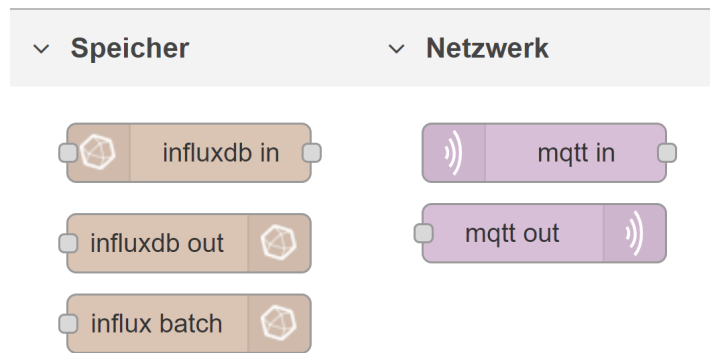 Speicher
influxdb in
influxdb out
influx batch
Netzwerk
mqtt in
mqtt out